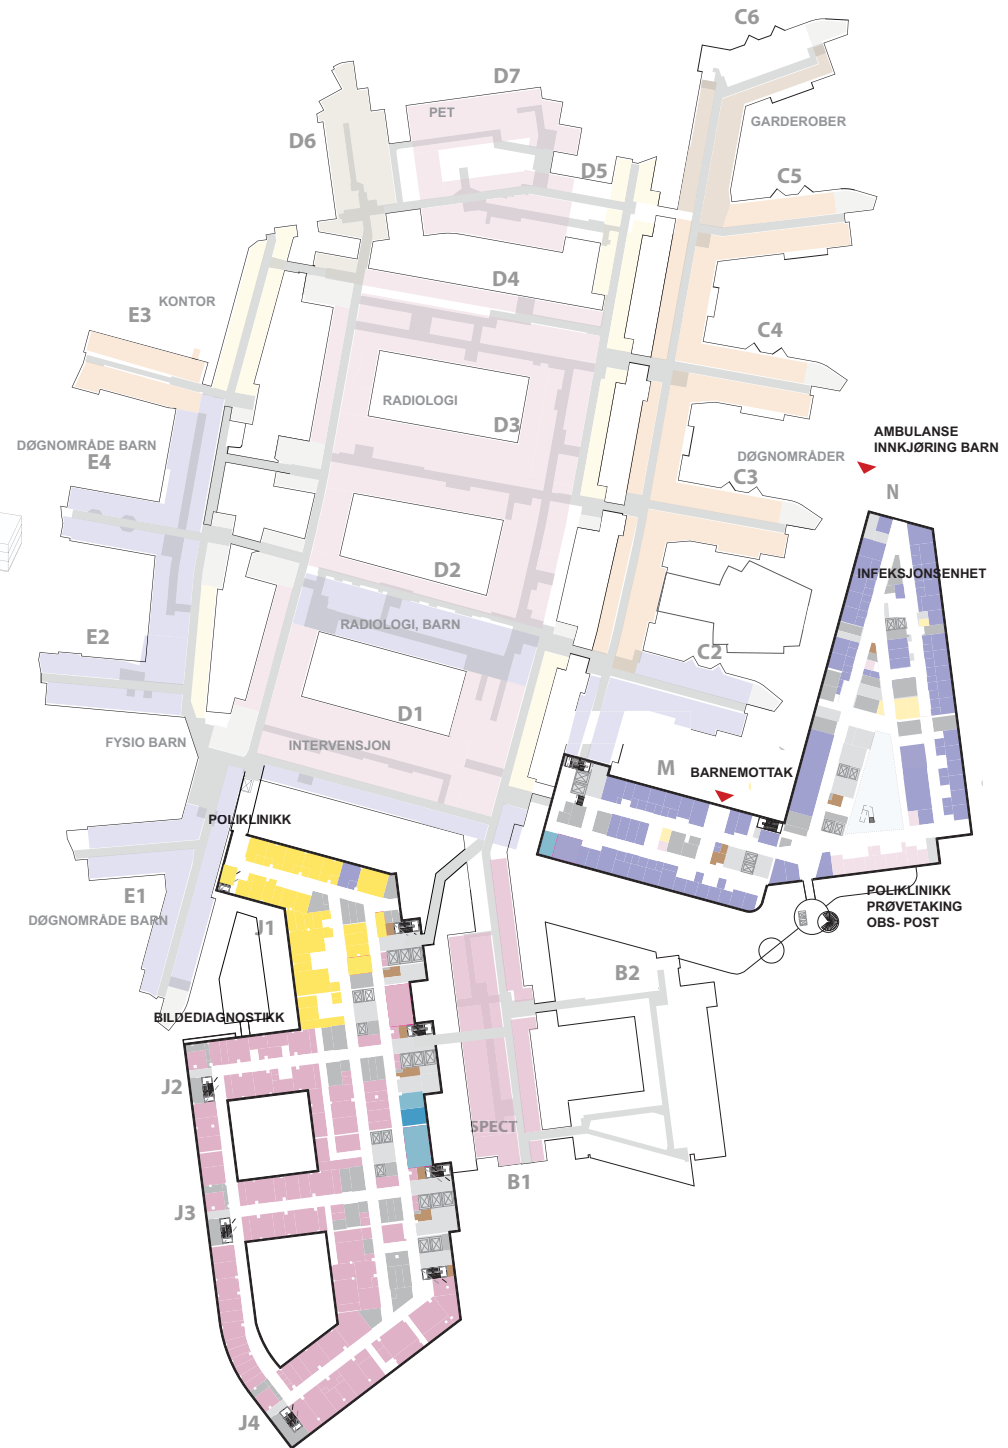 C6
D7
PET
GARDEROBER
D6
D5
C5
D4
KONTOR
E3
C4
RADIOLOGI
D3
AMBULANSE
INNKJØRING BARN
DØGNOMRÅDE BARN
E4
DØGNOMRÅDER
C3
N
D2
INFEKSJONSENHET
RADIOLOGI, BARN
E2
C2
D1
FYSIO BARN
INTERVENSJON
M
BARNEMOTTAK
POLIKLINIKK
E1
DØGNOMRÅDE BARN
J1
POLIKLINIKK
PRØVETAKING
OBS- POST
B2
BILDEDIAGNOSTIKK
J2
SPECT
B1
J3
J4